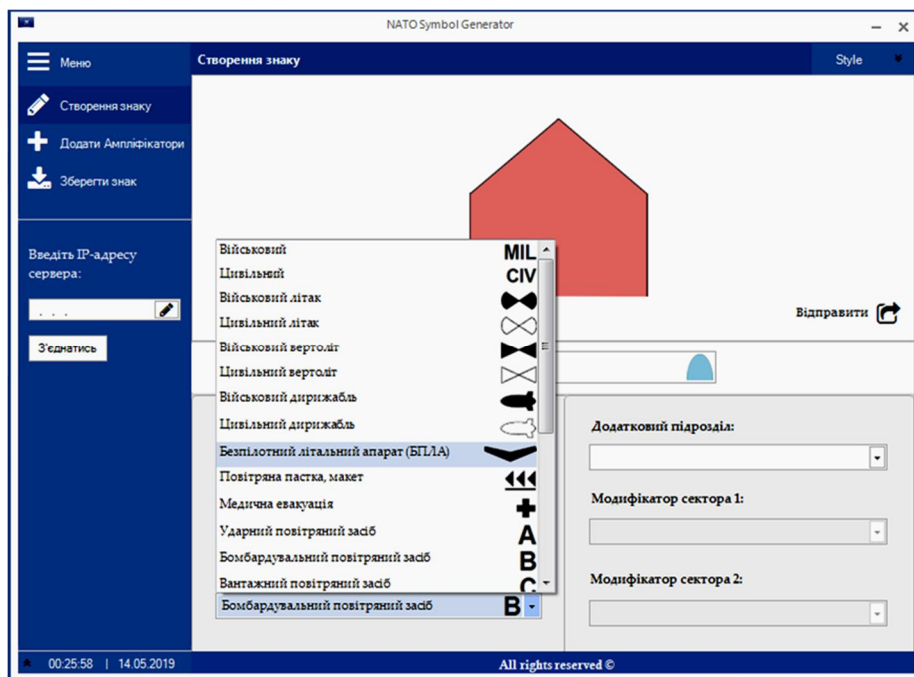 NATO Symbol Generator
Меню
Створення знаку
Style
Створення знаку
Додати Ампліфікатори
Зберегти знак
Введіть IP-адресу
сервера:
. . .
З'єднатись
Відправити
Військовий MIL
Цивільний CIV
Військовий літак
Цивільний літак
Військовий вертоліт
Цивільний вертоліт
Військовий дирижабль
Цивільний дирижабль
Безпілотний літальний апарат (БПЛА)
Повітряна пастка, макет
Медична евакуація
Ударний повітряний засіб A
Бомбардувальний повітряний засіб B
Вантажний повітряний засіб C
Бомбардувальний повітряний засіб B
Додатковий підрозділ:
Модифікатор сектора 1:
Модифікатор сектора 2:
00:25:58 | 14.05.2019
All rights reserved ©